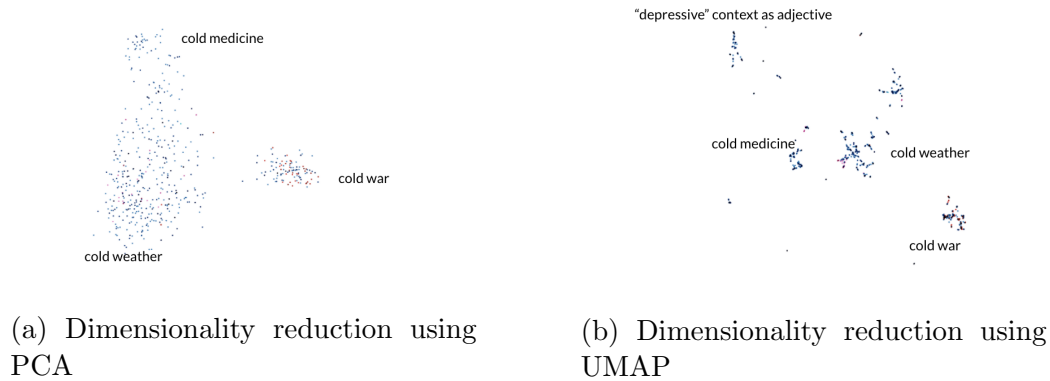 cold medicine
cold war
cold weather
(a) Dimensionality reduction using
PCA
“depressive” context as adjective
cold medicine
cold weather
cold war
(b) Dimensionality reduction using
UMAP